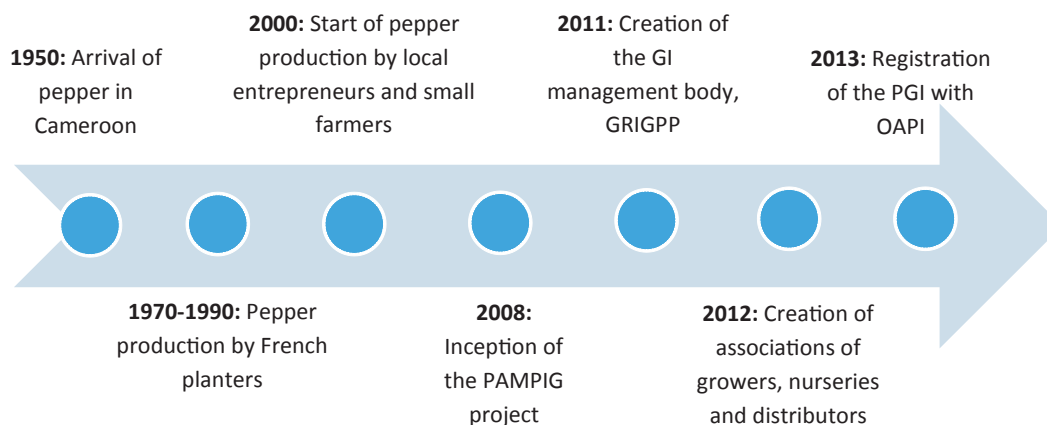 1950: Arrival of
pepper in
Cameroon
2000: Start of pepper
production by local
entrepreneurs and small
farmers
2011: Creation of
the GI
management body,
GRIGPP
2013: Registration
of the PGI with
OAPI
1970-1990: Pepper
production by French
planters
2008:
Inception of
the PAMPIG
project
2012: Creation of
associations of
growers, nurseries
and distributors